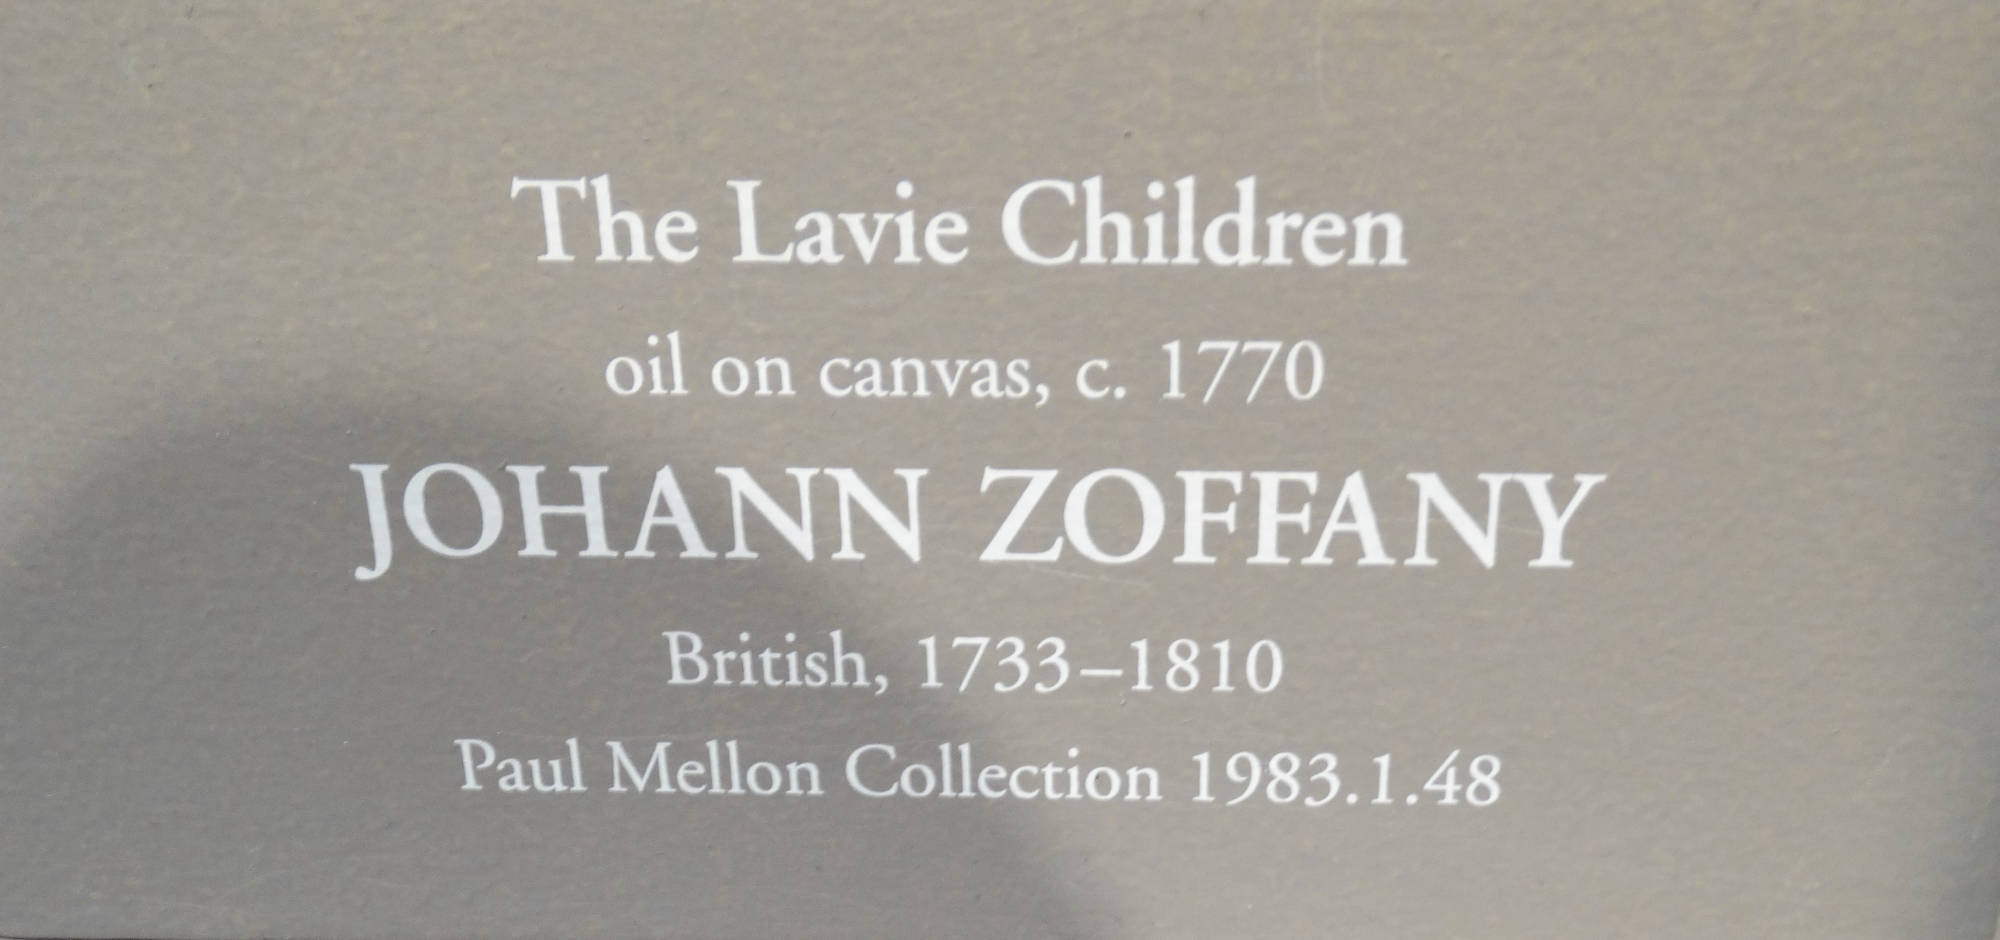 The Lavie Children
oil on canvas, c. 1770
JOHANN ZOFFANY
British, 1733–1810
Paul Mellon Collection 1983.1.48